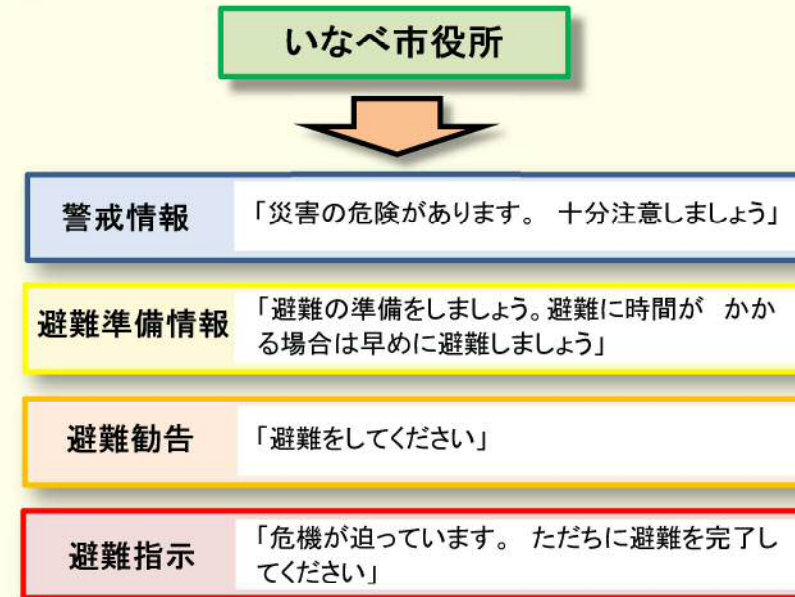 いなべ市役所
警戒情報
「災害の危険があります。 十分注意しましょう」
避難準備情報
「避難の準備をしましょう。避難に時間が かか
る場合は早めに避難しましょう」
避難勧告
「避難をしてください」
避難指示
「危機が迫っています。 ただちに避難を完了し
てください」